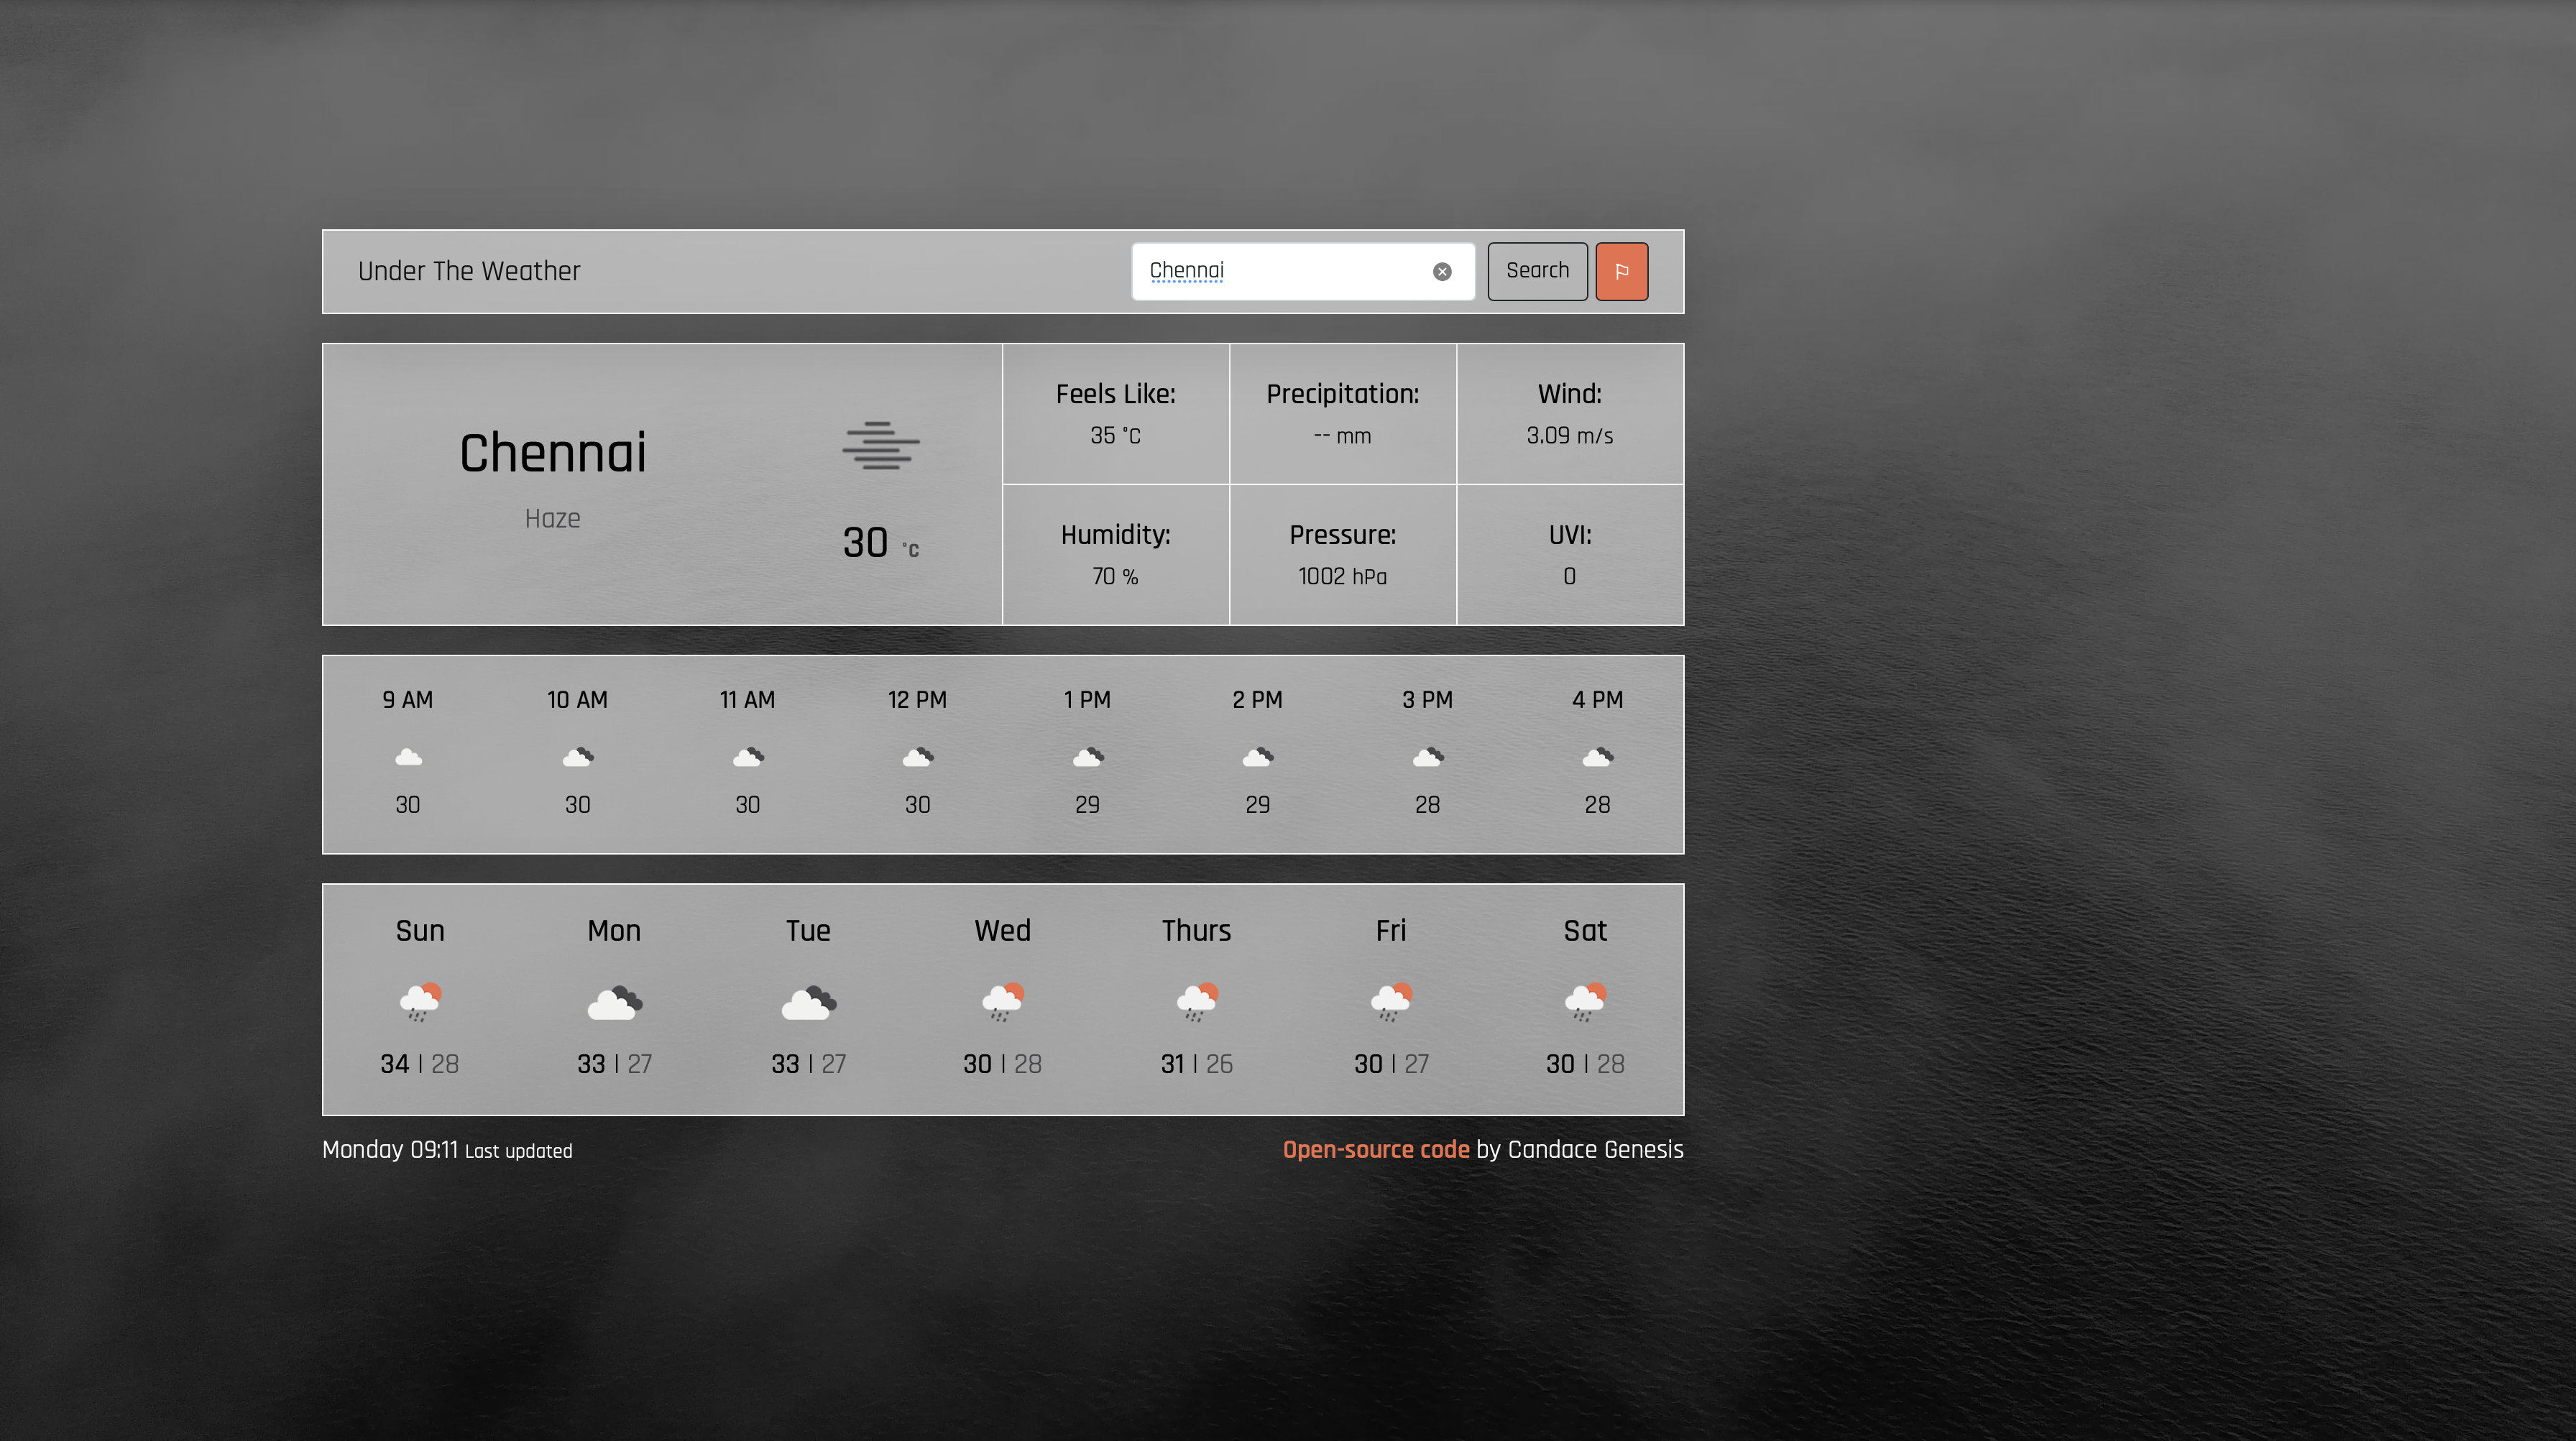 Under The Weather Chennai Search
Chennai
Haze
30 °C
Feels Like: Precipitation: Wind:
35 °C -- mm 3.09 m/s
Humidity: Pressure: UVI:
70 % 1002 hPa 0
9 AM 10 AM 11 AM 12 PM 1 PM 2 PM 3 PM 4 PM
30 30 30 30 29 29 28 28
Sun Mon Tue Wed Thurs Fri Sat
34 | 28 33 | 27 33 | 27 30 | 28 31 | 26 30 | 27 30 | 28
Monday 09:11 Last updated Open-source code by Candace Genesis